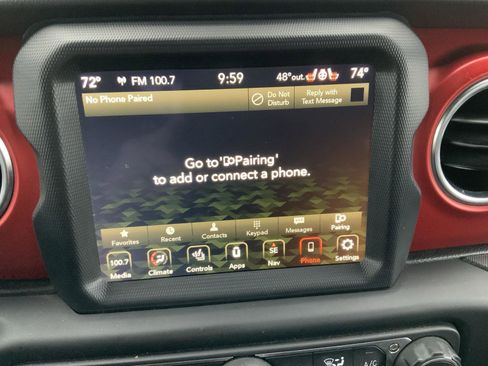 72° FM 100.7 9:59 48° out. 74°
No Phone Paired
Do Not
Disturb
Reply with
Text Message
Go to 'Pairing'
to add or connect a phone.
Favorites Recent Contacts Keypad Messages Pairing
100.7 SE
Media Climate Controls Apps Nav Phone Settings
A/C